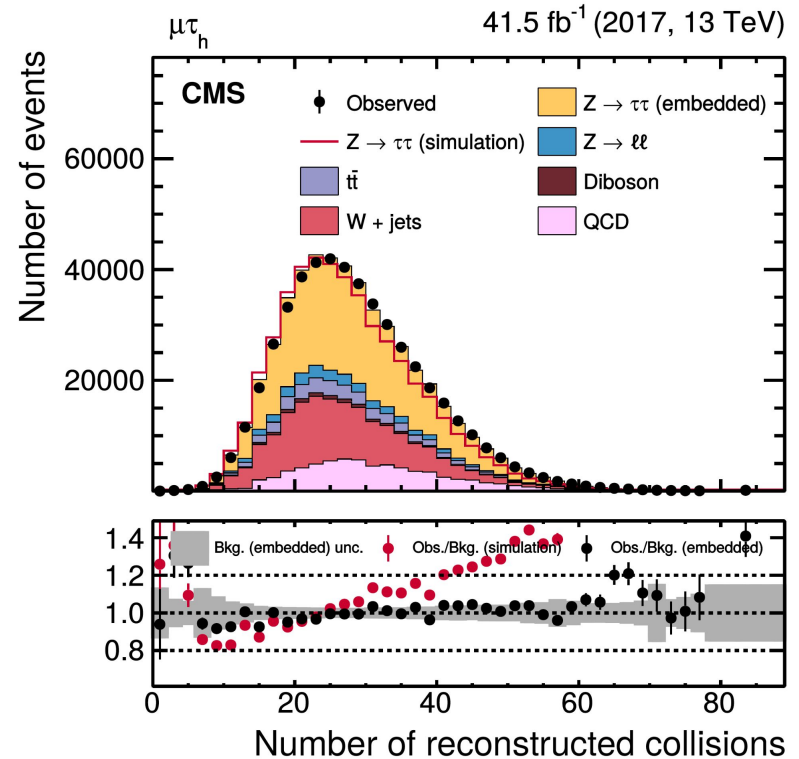 μτh
41.5 fb-1 (2017, 13 TeV)
Number of events
CMS
Observed
Z → ττ (embedded)
Z → ττ (simulation)
Z → ℓℓ
tt̄
Diboson
W + jets
QCD
60000
40000
20000
Bkg. (embedded) unc.
Obs./Bkg. (simulation)
Obs./Bkg. (embedded)
1.4
1.2
1.0
0.8
0 20 40 60 80
Number of reconstructed collisions